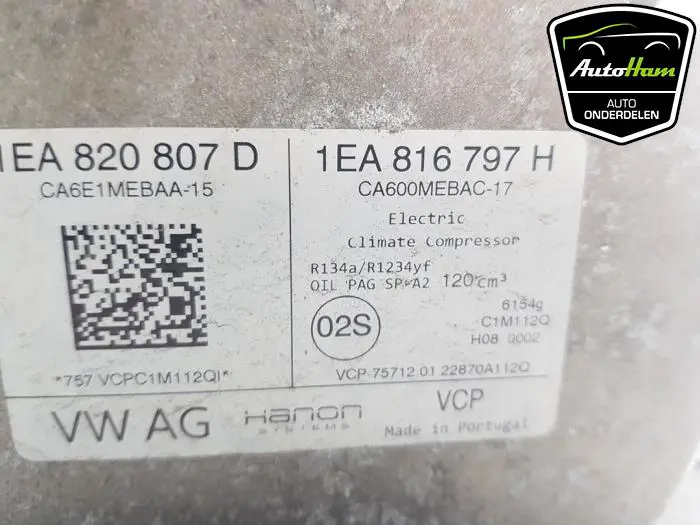 AutoHam
AUTO
ONDERDELEN
1EA 820 807 D
CA6E1MEBAA-15
*757 VCPC1M112QI*
1EA 816 797 H
CA600MEBAC-17
Electric
Climate Compressor
R134a/R1234yf
OIL PAG SP-A2 120cm³
6154g
C1M112Q
H08 0002
02S
VCP-75712 01 22870A112Q
VW AG
Hanon
SYSTEMS
VCP
Made in Portugal